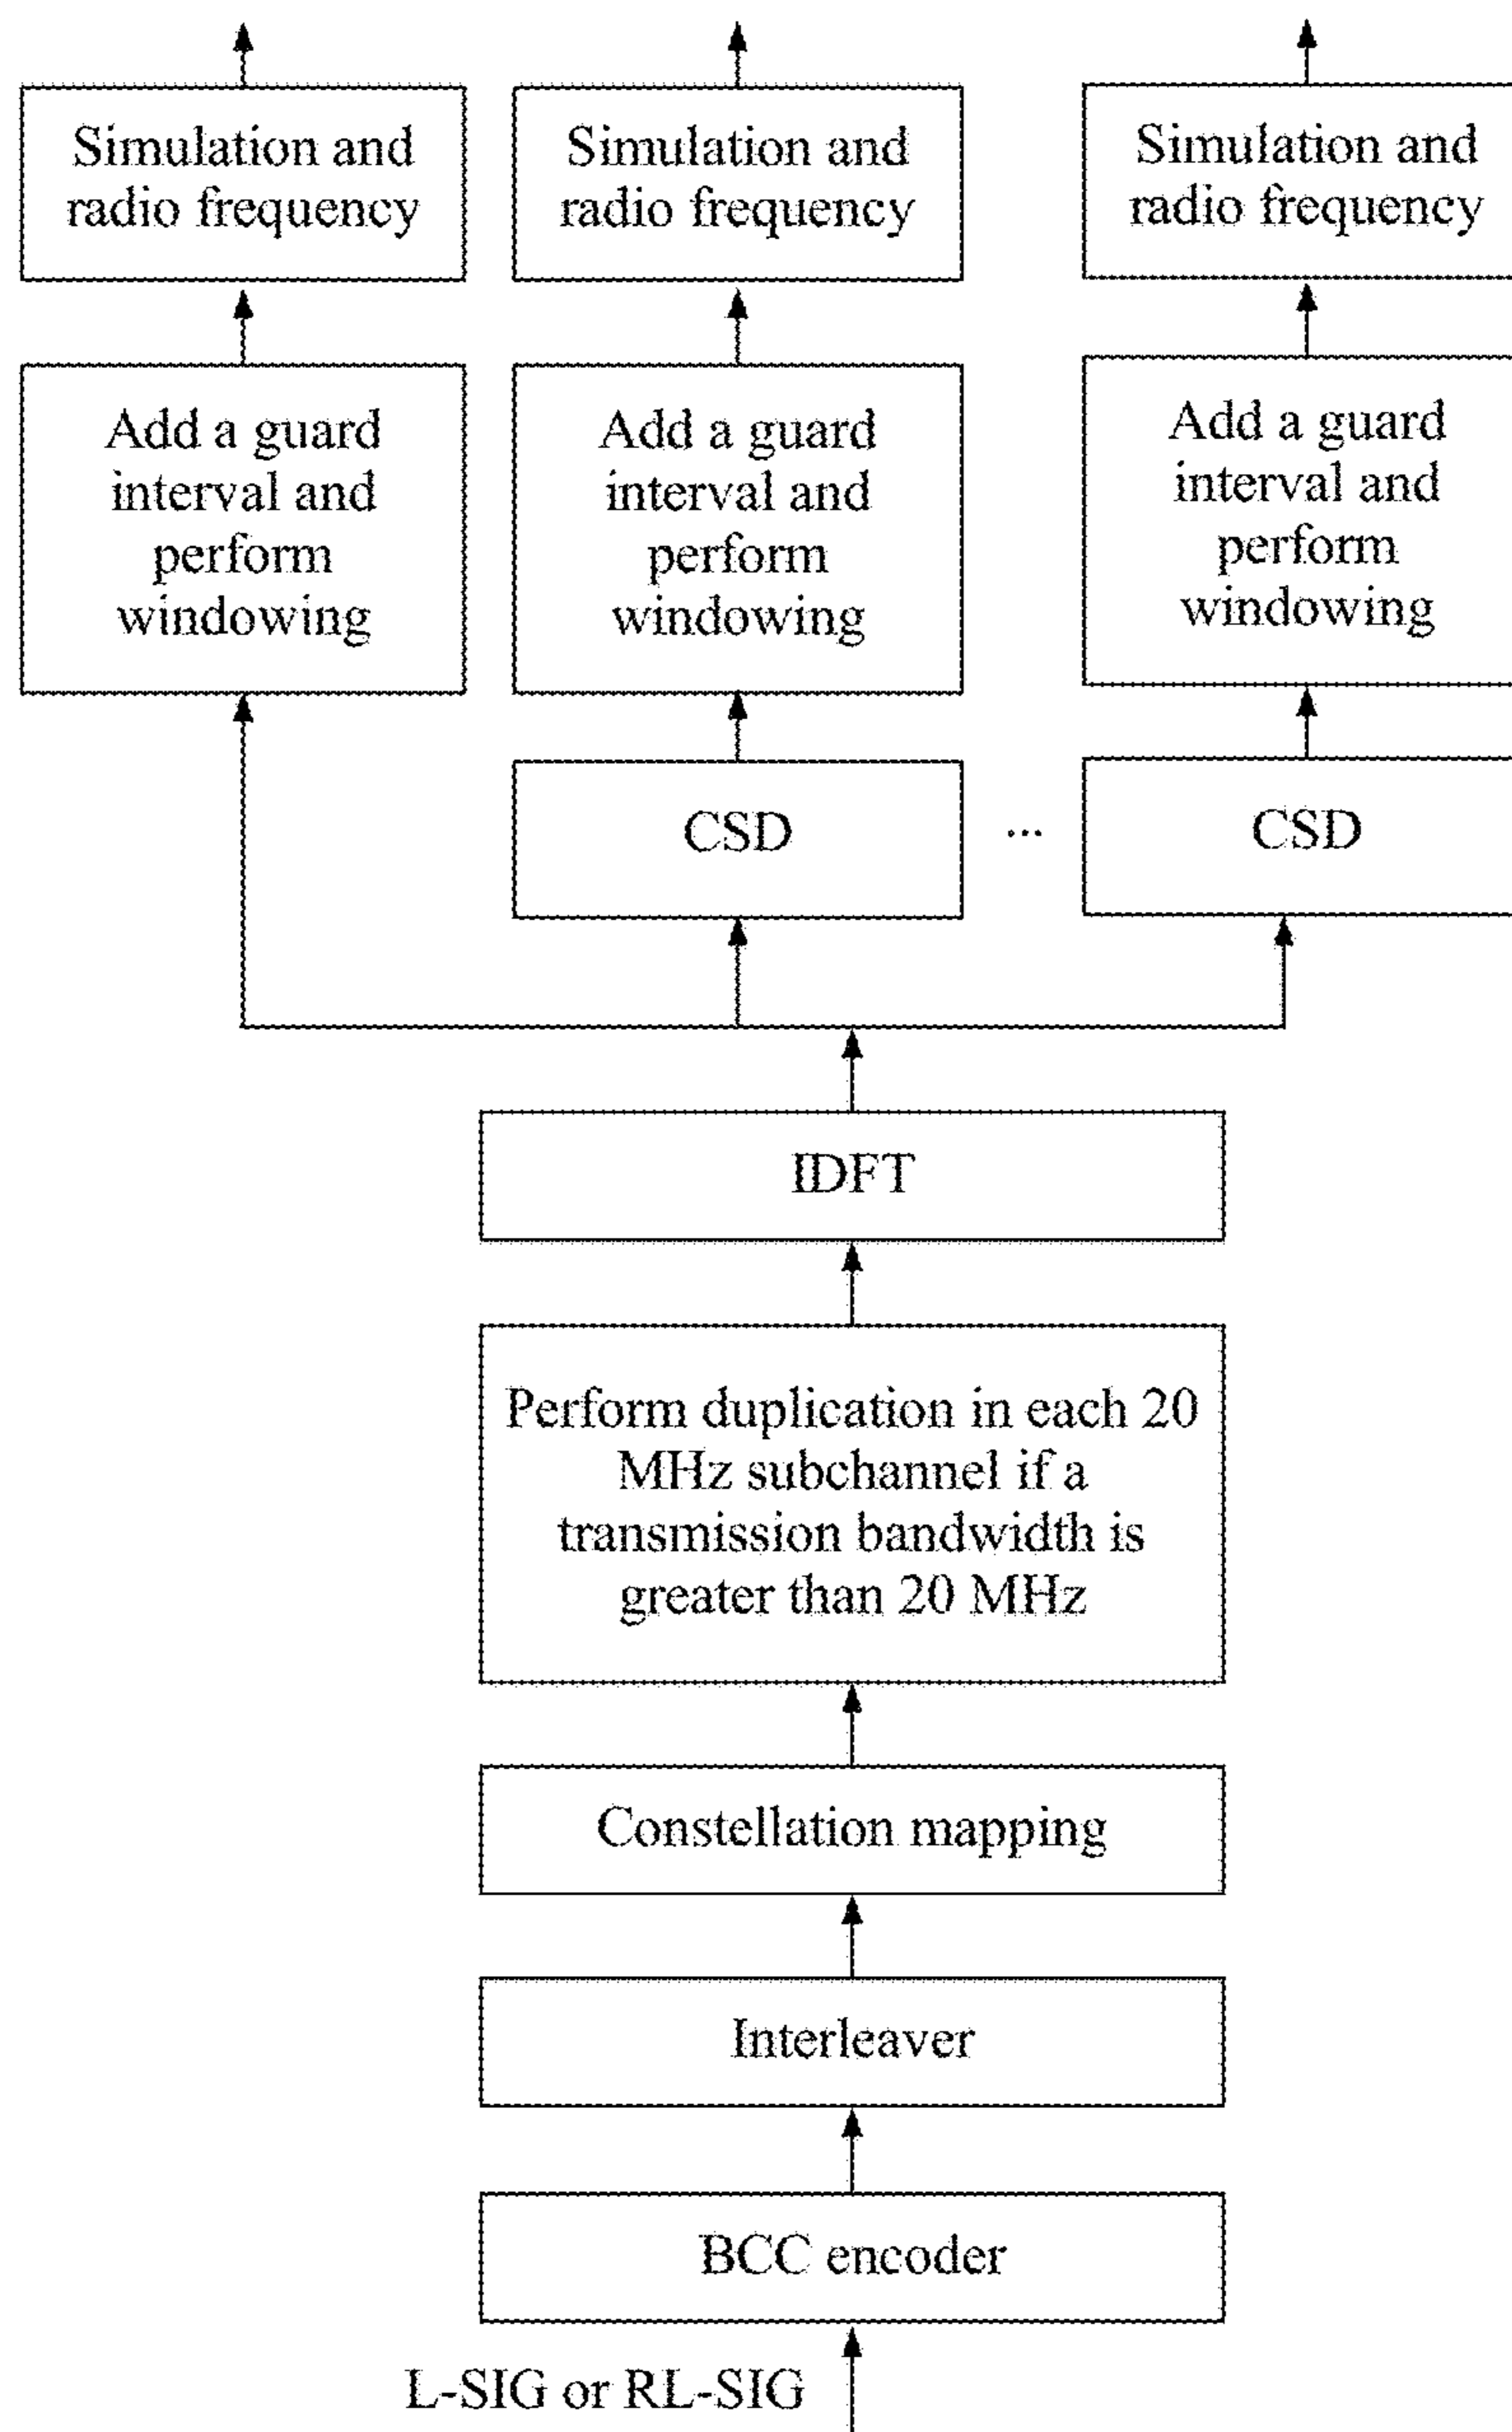 Simulation and
radio frequency
Simulation and
radio frequency
Simulation and
radio frequency
Add a guard
interval and
perform
windowing
Add a guard
interval and
perform
windowing
Add a guard
interval and
perform
windowing
CSD
...
CSD
IDFT
Perform duplication in each 20
MHz subchannel if a
transmission bandwidth is
greater than 20 MHz
Constellation mapping
Interleaver
BCC encoder
L-SIG or RL-SIG